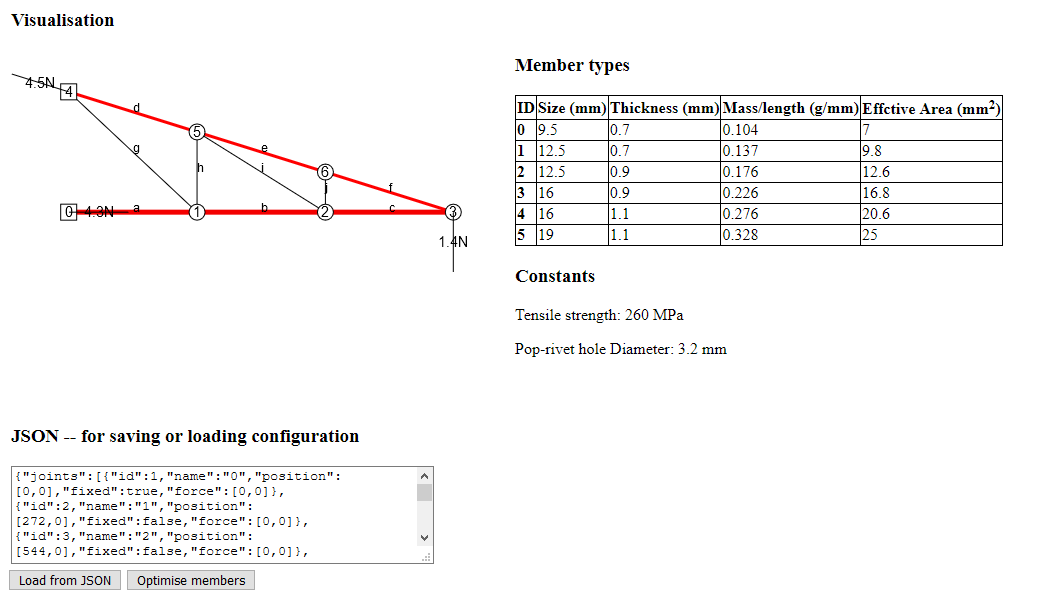 Visualisation
4.5N
4
d
5
g
h
e
i
6
j
f
0
4.3N
a
1
b
2
c
3
1.4N
Member types
ID Size (mm) Thickness (mm) Mass/length (g/mm) Effctive Area (mm²)
0 9.5 0.7 0.104 7
1 12.5 0.7 0.137 9.8
2 12.5 0.9 0.176 12.6
3 16 0.9 0.226 16.8
4 16 1.1 0.276 20.6
5 19 1.1 0.328 25
Constants
Tensile strength: 260 MPa
Pop-rivet hole Diameter: 3.2 mm
JSON -- for saving or loading configuration
{"joints":[{"id":1,"name":"0","position":
[0,0],"fixed":true,"force":[0,0]},
{"id":2,"name":"1","position":
[272,0],"fixed":false,"force":[0,0]},
{"id":3,"name":"2","position":
[544,0],"fixed":false,"force":[0,0]},
Load from JSON Optimise members